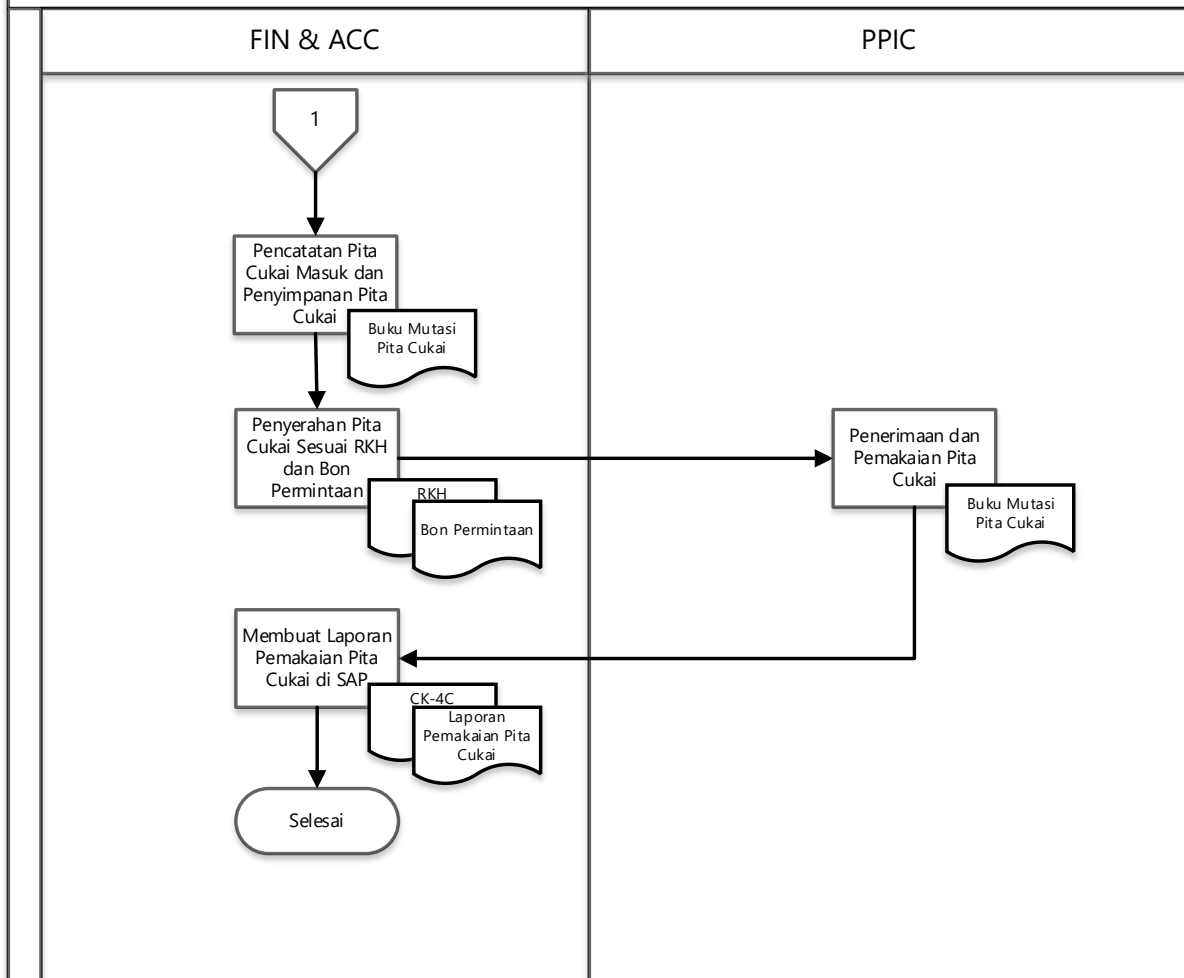 FIN & ACC
PPIC
1
Pencatatan Pita
Cukai Masuk dan
Penyimpanan Pita
Cukai
Buku Mutasi
Pita Cukai
Penyerahan Pita
Cukai Sesuai RKH
dan Bon
Permintaan
RKH
Bon Permintaan
Penerimaan dan
Pemakaian Pita
Cukai
Buku Mutasi
Pita Cukai
Membuat Laporan
Pemakaian Pita
Cukai di SAP
CK-4C
Laporan
Pemakaian Pita
Cukai
Selesai